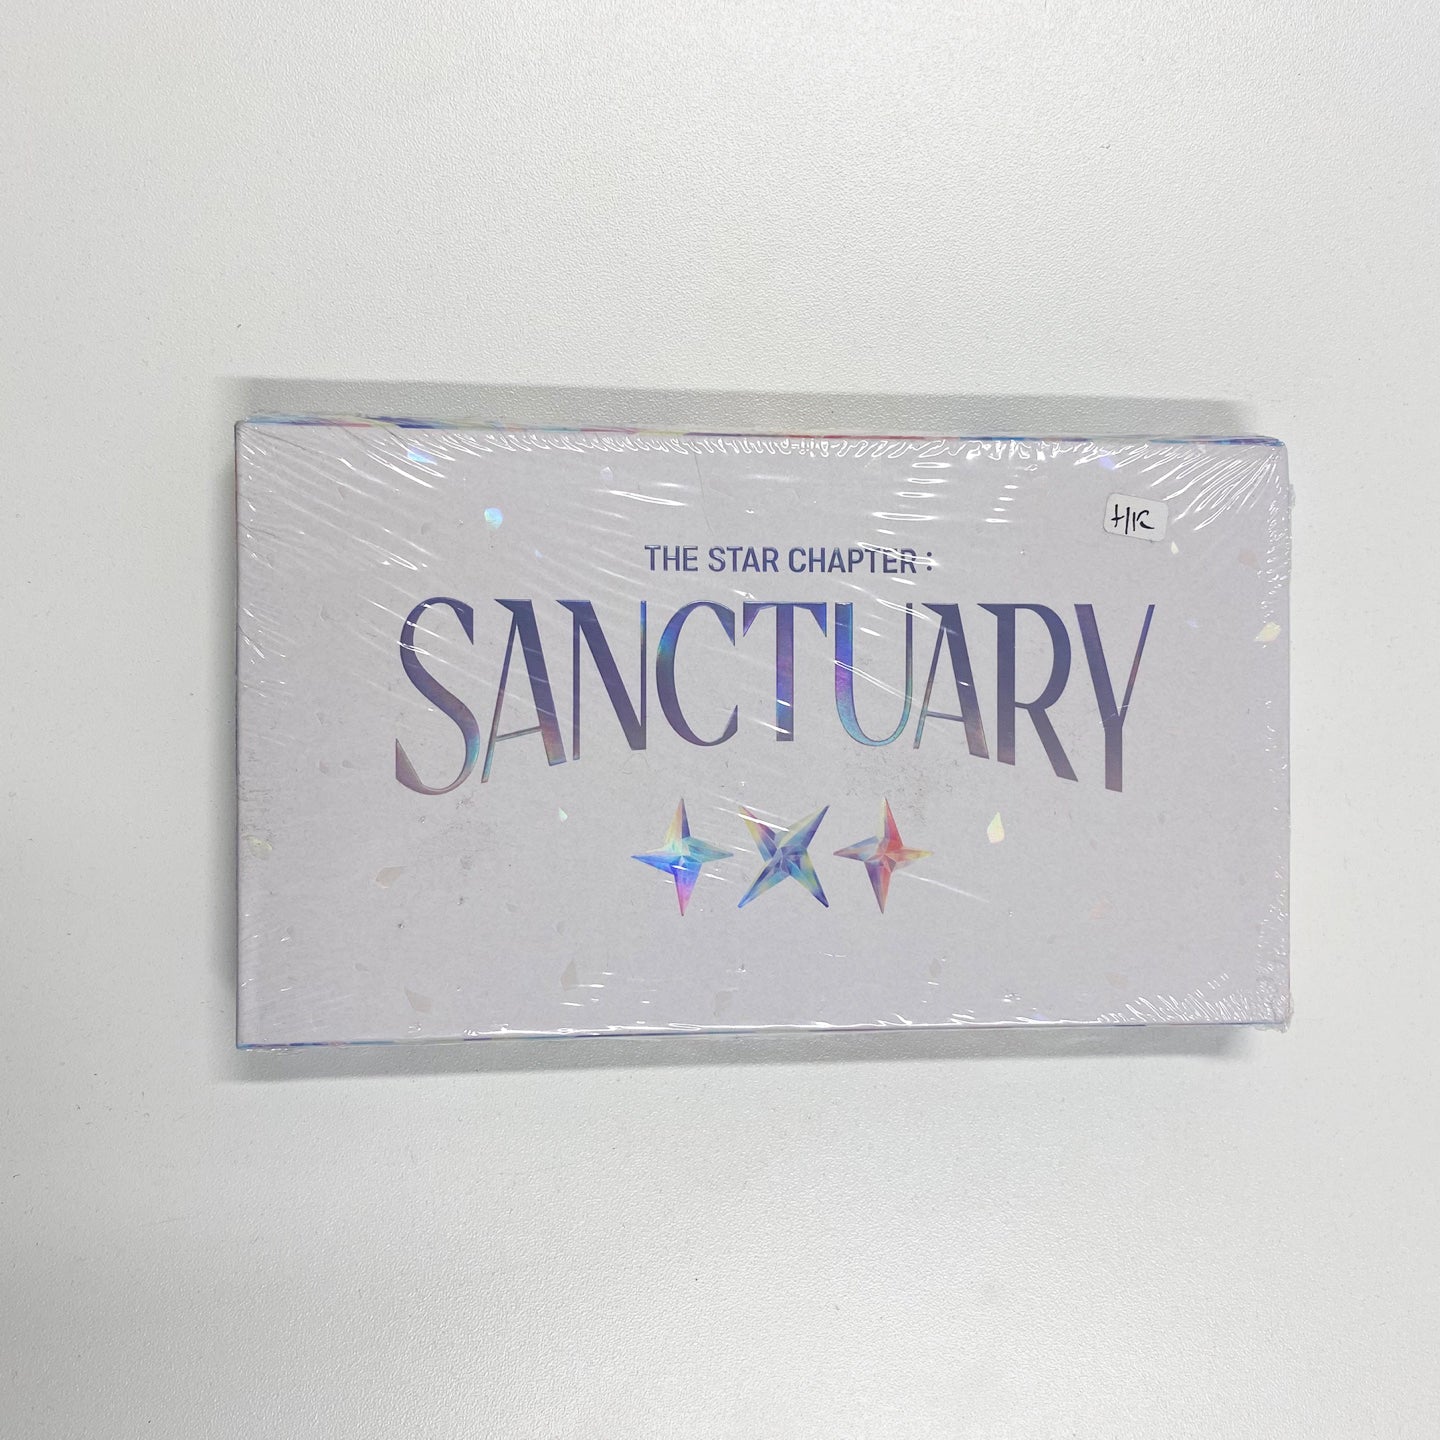 H/K
THE STAR CHAPTER :
SANCTUARY